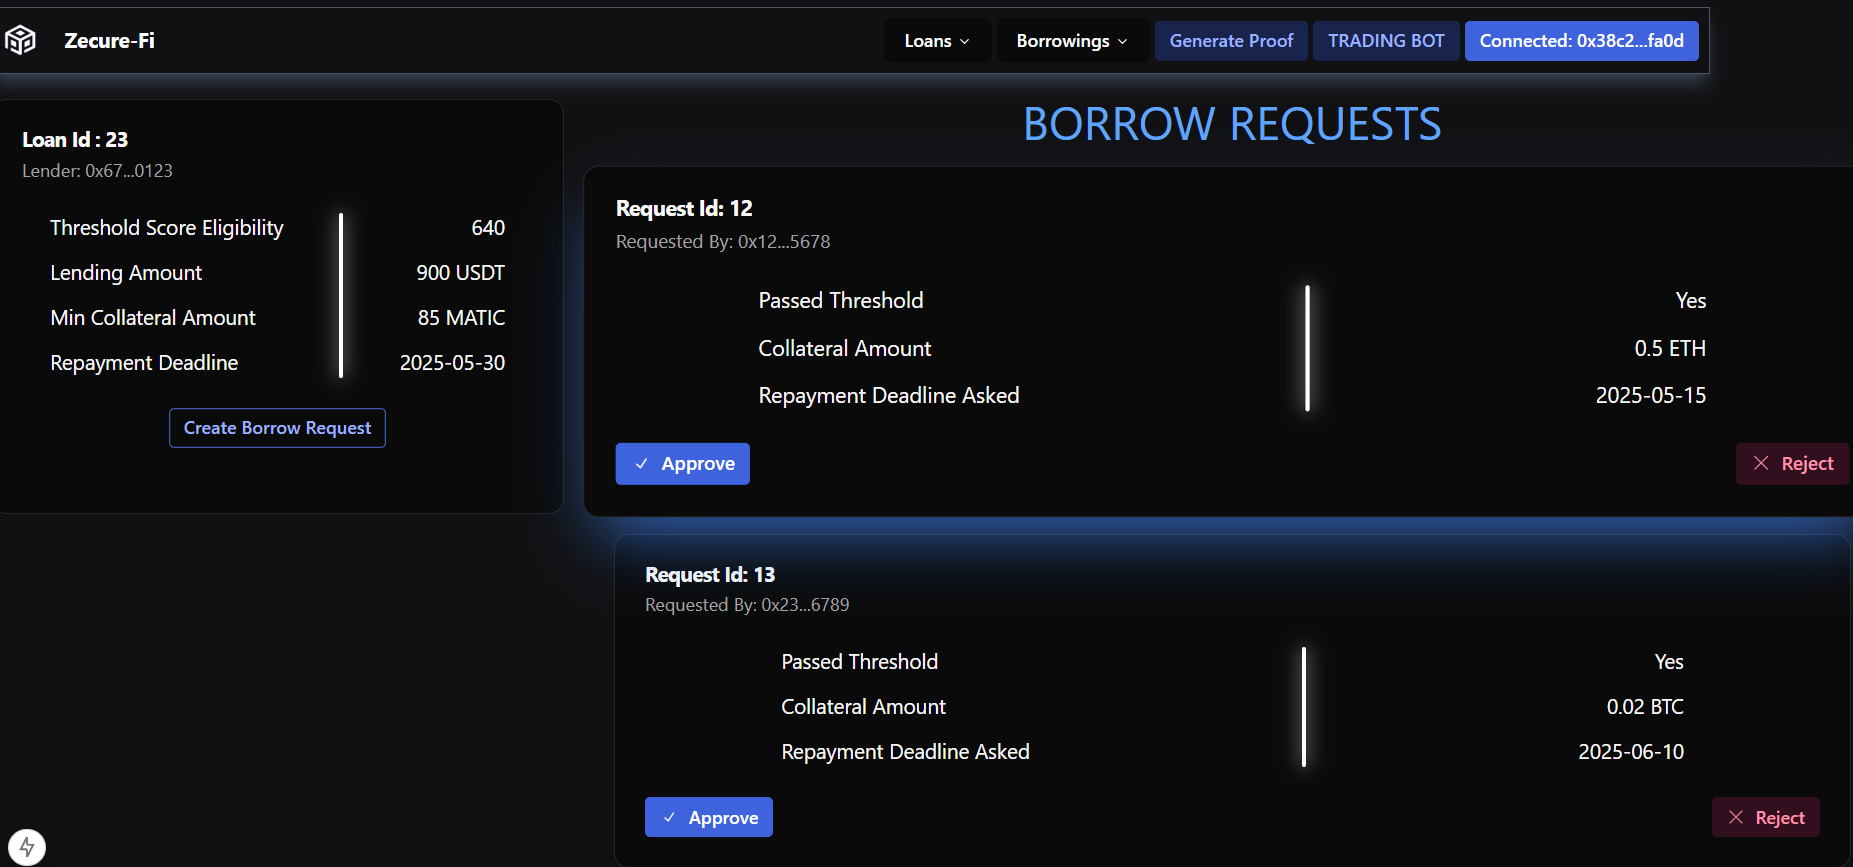 Zecure-Fi
Loans
Borrowings
Generate Proof
TRADING BOT
Connected: 0x38c2...fa0d
Loan Id : 23
Lender: 0x67...0123
Threshold Score Eligibility 640
Lending Amount 900 USDT
Min Collateral Amount 85 MATIC
Repayment Deadline 2025-05-30
Create Borrow Request
BORROW REQUESTS
Request Id: 12
Requested By: 0x12...5678
Passed Threshold Yes
Collateral Amount 0.5 ETH
Repayment Deadline Asked 2025-05-15
Approve
Reject
Request Id: 13
Requested By: 0x23...6789
Passed Threshold Yes
Collateral Amount 0.02 BTC
Repayment Deadline Asked 2025-06-10
Approve
Reject